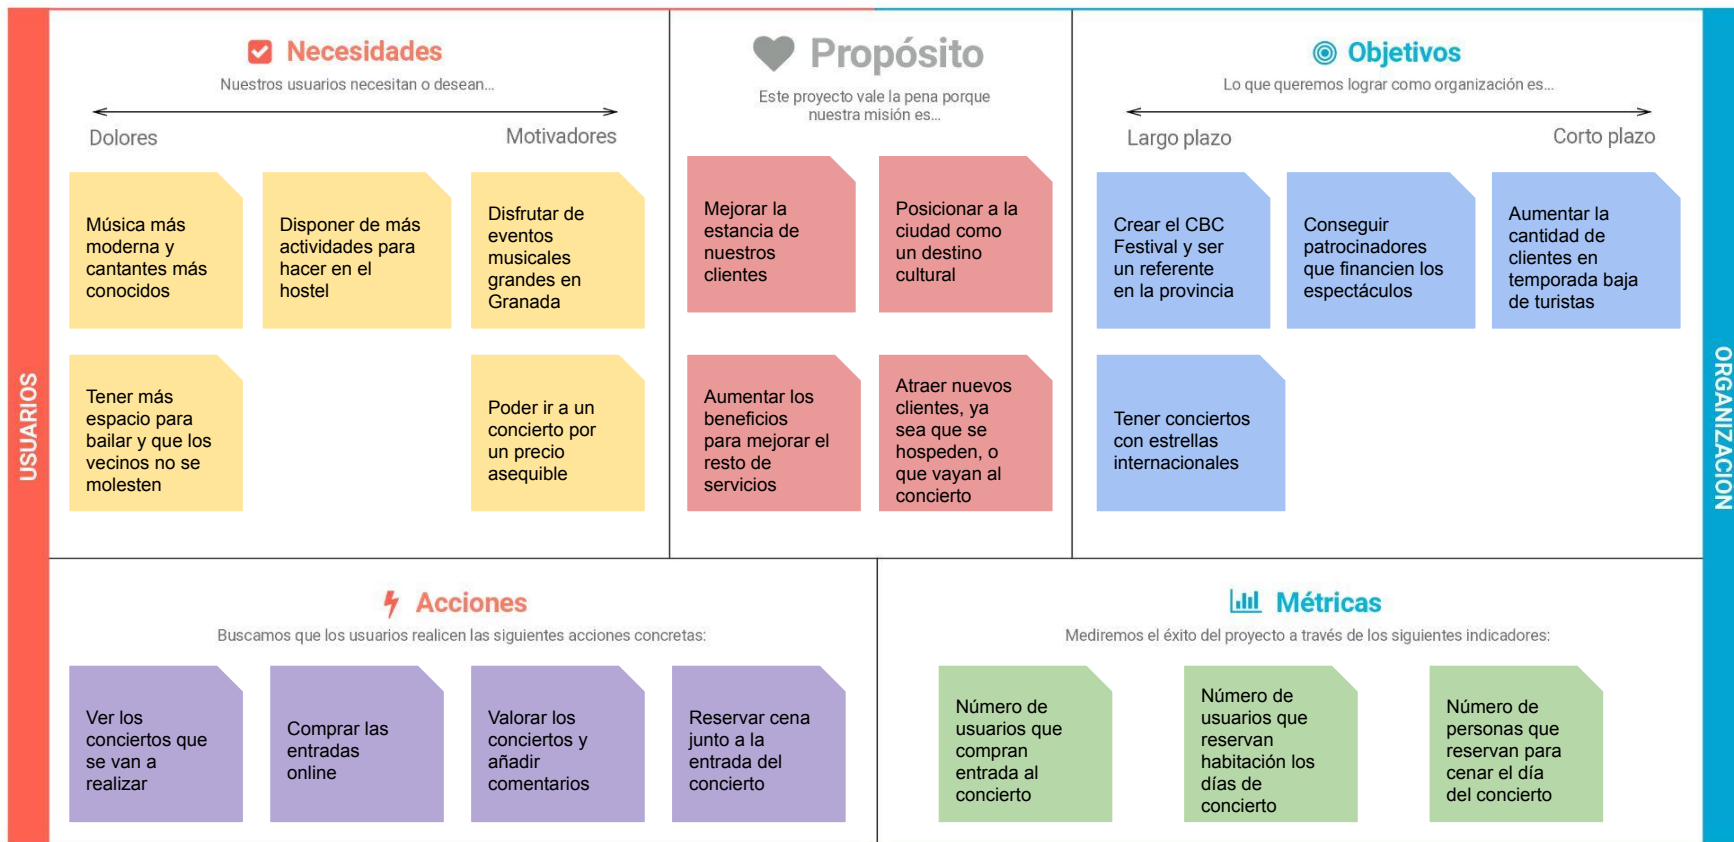 USUARIOS
Necesidades
Nuestros usuarios necesitan o desean...
Dolores
Motivadores
Música más
moderna y
cantantes más
conocidos
Disponer de más
actividades para
hacer en el
hostel
Disfrutar de
eventos
musicales
grandes en
Granada
Tener más
espacio para
bailar y que los
vecinos no se
molesten
Poder ir a un
concierto por
un precio
asequible
Propósito
Este proyecto vale la pena porque
nuestra misión es...
Mejorar la
estancia de
nuestros
clientes
Posicionar a la
ciudad como
un destino
cultural
Aumentar los
beneficios
para mejorar el
resto de
servicios
Atraer nuevos
clientes, ya
sea que se
hospeden, o
que vayan al
concierto
Objetivos
Lo que queremos lograr como organización es...
Largo plazo
Corto plazo
Crear el CBC
Festival y ser
un referente
en la provincia
Conseguir
patrocinadores
que financien los
espectáculos
Aumentar la
cantidad de
clientes en
temporada baja
de turistas
Tener conciertos
con estrellas
internacionales
ORGANIZACIÓN
Acciones
Buscamos que los usuarios realicen las siguientes acciones concretas:
Ver los
conciertos que
se van a
realizar
Comprar las
entradas
online
Valorar los
conciertos y
añadir
comentarios
Reservar cena
junto a la
entrada del
concierto
Métricas
Mediremos el éxito del proyecto a través de los siguientes indicadores:
Número de
usuarios que
compran
entrada al
concierto
Número de
usuarios que
reservan
habitación los
días de
concierto
Número de
personas que
reservan para
cenar el día
del concierto